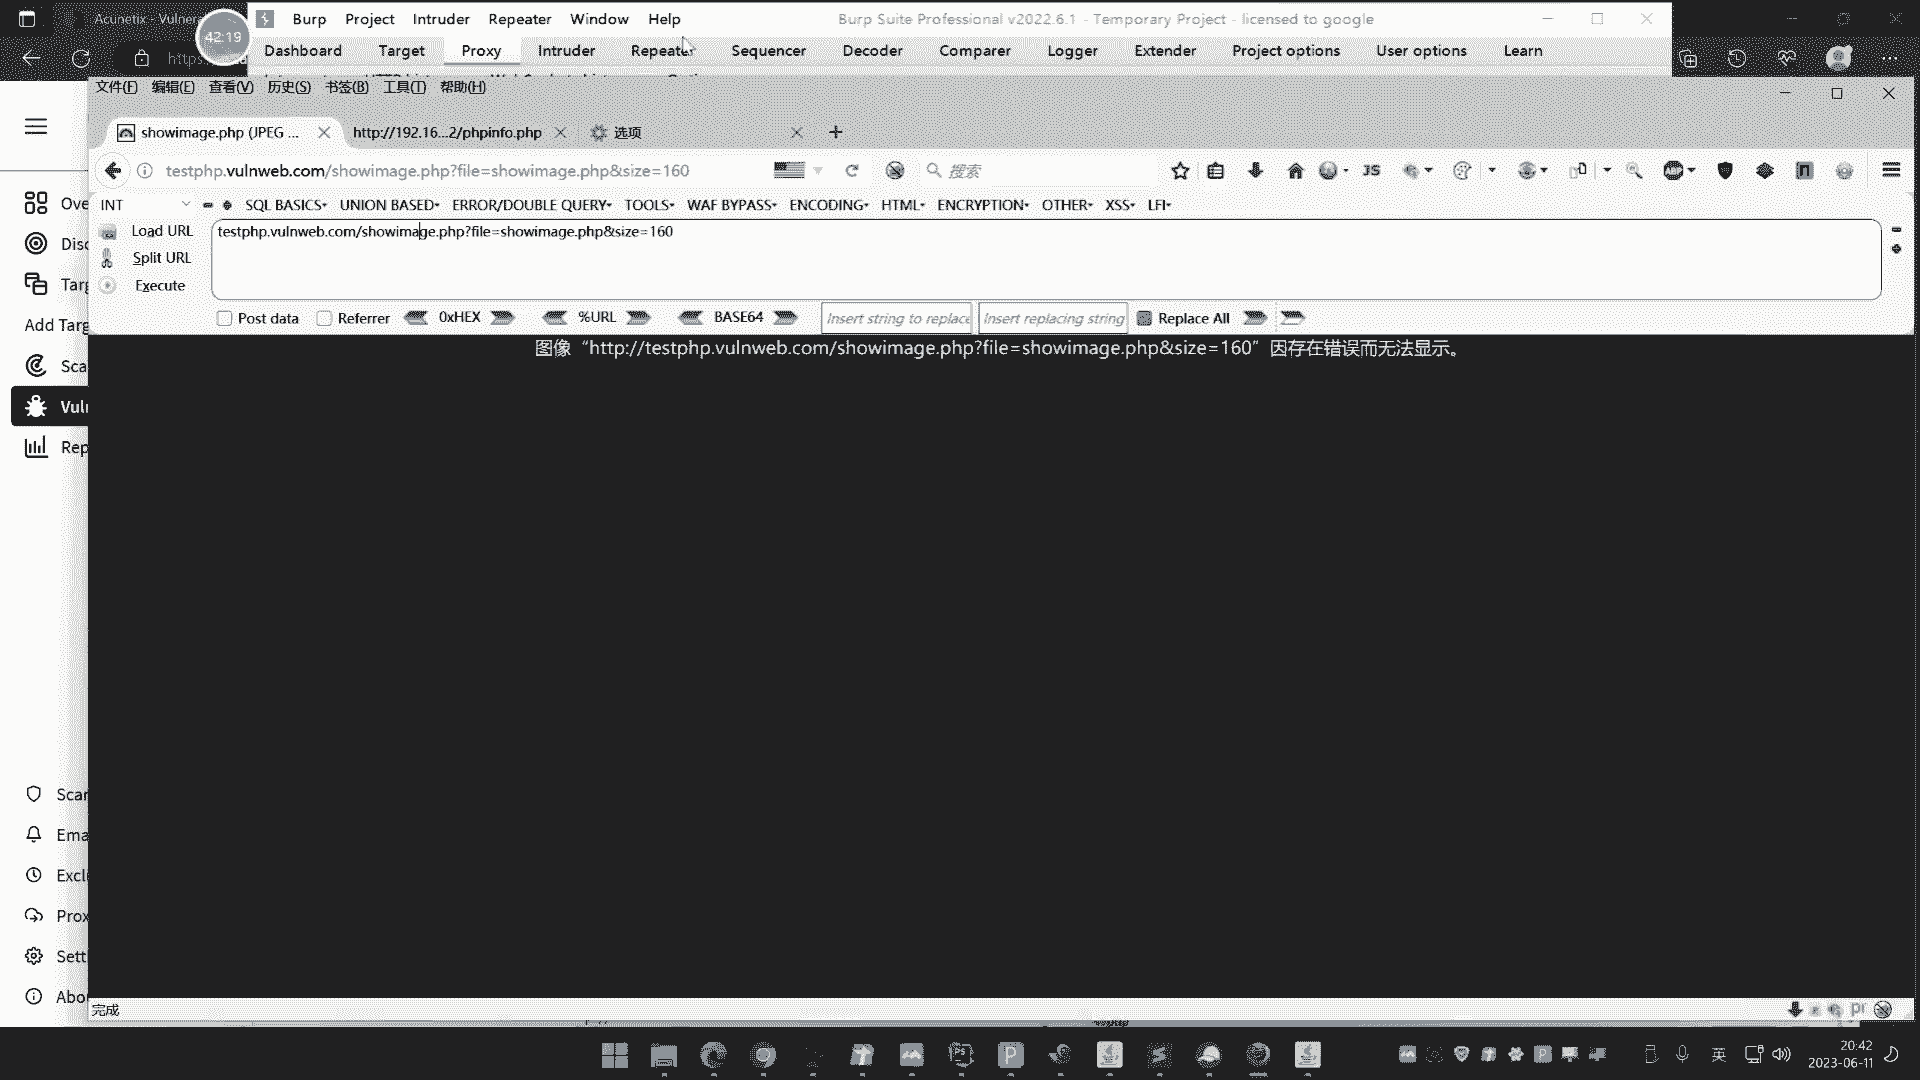 Acunetix - Vulner
42:19
Burp Project Intruder Repeater Window Help
Burp Suite Professional v2022.6.1 - Temporary Project - licensed to google
Dashboard Target Proxy Intruder Repeater Sequencer Decoder Comparer Logger Extender Project options User options Learn
https
文件(F) 编辑(E) 查看(V) 历史(S) 书签(B) 工具(T) 帮助(H)
showimage.php (JPEG ... http://192.16...2/phpinfo.php 选项
testphp.vulnweb.com/showimage.php?file=showimage.php&size=160
搜索
JS
ABP
INT
SQL BASICS UNION BASED ERROR/DOUBLE QUERY TOOLS WAF BYPASS ENCODING HTML ENCRYPTION OTHER XSS LFI
Load URL
testphp.vulnweb.com/showimage.php?file=showimage.php&size=160
Split URL
Execute
Post data Referrer 0xHEX %URL BASE64 Insert string to replace Insert replacing string Replace All
图像“http://testphp.vulnweb.com/showimage.php?file=showimage.php&size=160”因存在错误而无法显示。
Ove
Disc
Targ
Add Targ
Sca
Vuln
Rep
Scan
Ema
Excl
Prox
Sett
Abo
完成
pr
英
20:42
2023-06-11